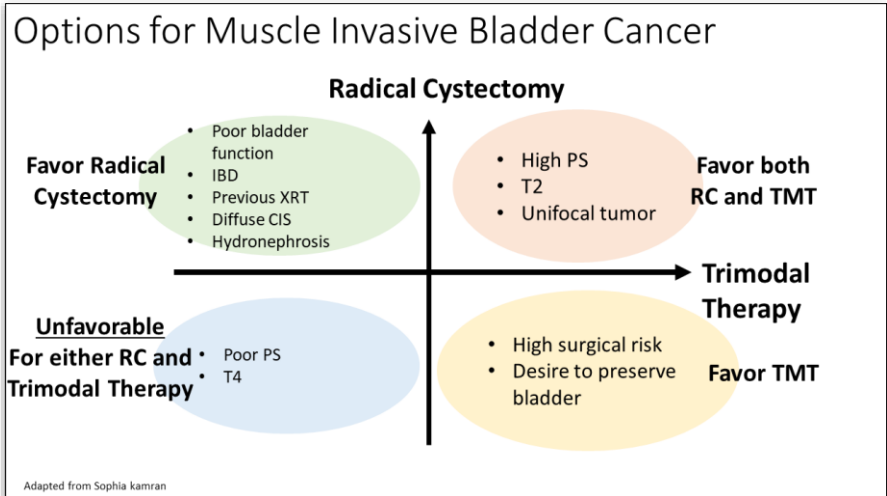 Options for Muscle Invasive Bladder Cancer
Radical Cystectomy
Favor Radical
Cystectomy
• Poor bladder
function
• IBD
• Previous XRT
• Diffuse CIS
• Hydronephrosis
• High PS
• T2
• Unifocal tumor
Favor both
RC and TMT
Trimodal
Therapy
Unfavorable
For either RC and
Trimodal Therapy
• Poor PS
• T4
• High surgical risk
• Desire to preserve
bladder
Favor TMT
Adapted from Sophia kamran